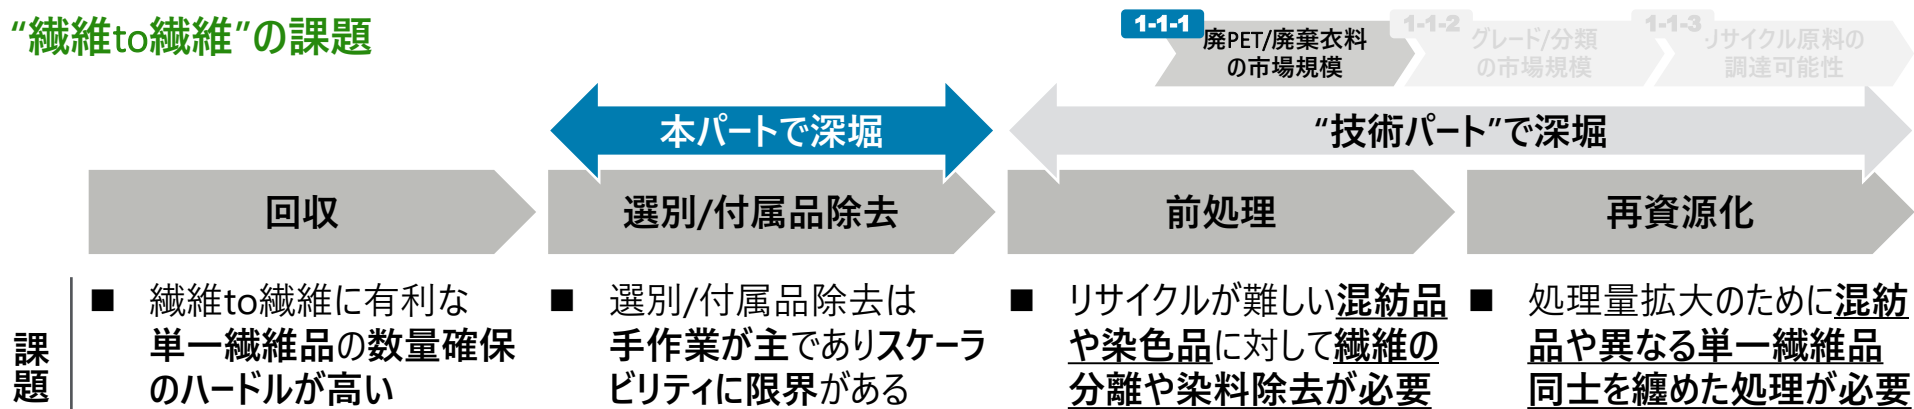 “繊維to繊維”の課題
1-1-1
廃PET/廃棄衣料
の市場規模
1-1-2
グレード/分類
の市場規模
1-1-3
リサイクル原料の
調達可能性
本パートで深堀
“技術パート”で深堀
回収
選別/付属品除去
前処理
再資源化
課題
■ 繊維to繊維に有利な
単一繊維品の数量確保
のハードルが高い
■ 選別/付属品除去は
手作業が主でありスケーラ
ビリティに限界がある
■ リサイクルが難しい混紡品
や染色品に対して繊維の
分離や染料除去が必要
■ 処理量拡大のために混紡
品や異なる単一繊維品
同士を纏めた処理が必要